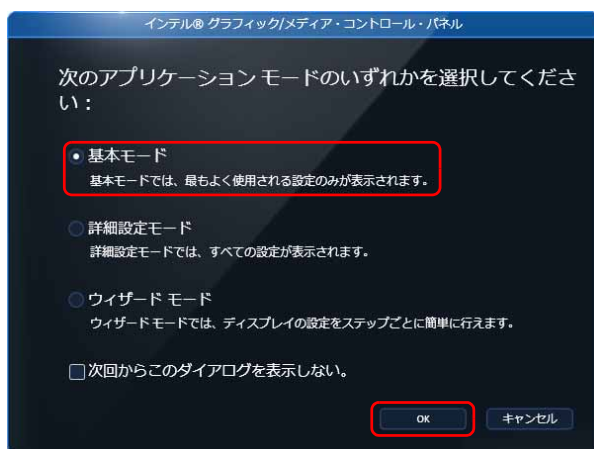 インテル® グラフィック/メディア・コントロール・パネル
次のアプリケーション モードのいずれかを選択してくださ
い：
基本モード
基本モードでは、最もよく使用される設定のみが表示されます。
詳細設定モード
詳細設定モードでは、すべての設定が表示されます。
ウィザード モード
ウィザードモードでは、ディスプレイの設定をステップごとに簡単に行えます。
次回からこのダイアログを表示しない。
OK キャンセル